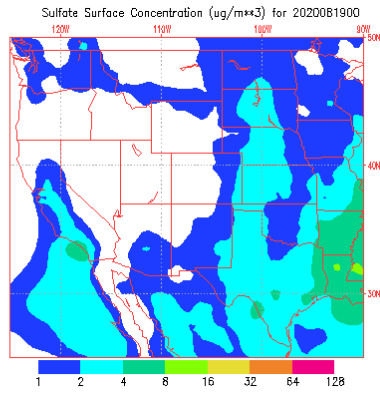 Sulfate Surface Concentration (ug/m**3) for 2020081900
120W 110W 100W 90W
50N
40N
30N
1 2 4 8 16 32 64 128